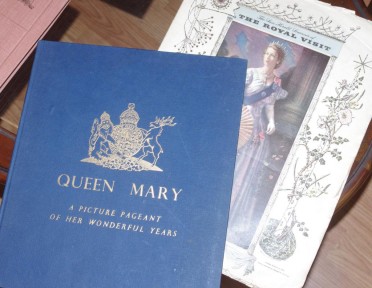 THE ROYAL VISIT
QUEEN MARY
A PICTURE PAGEANT
OF HER WONDERFUL YEARS